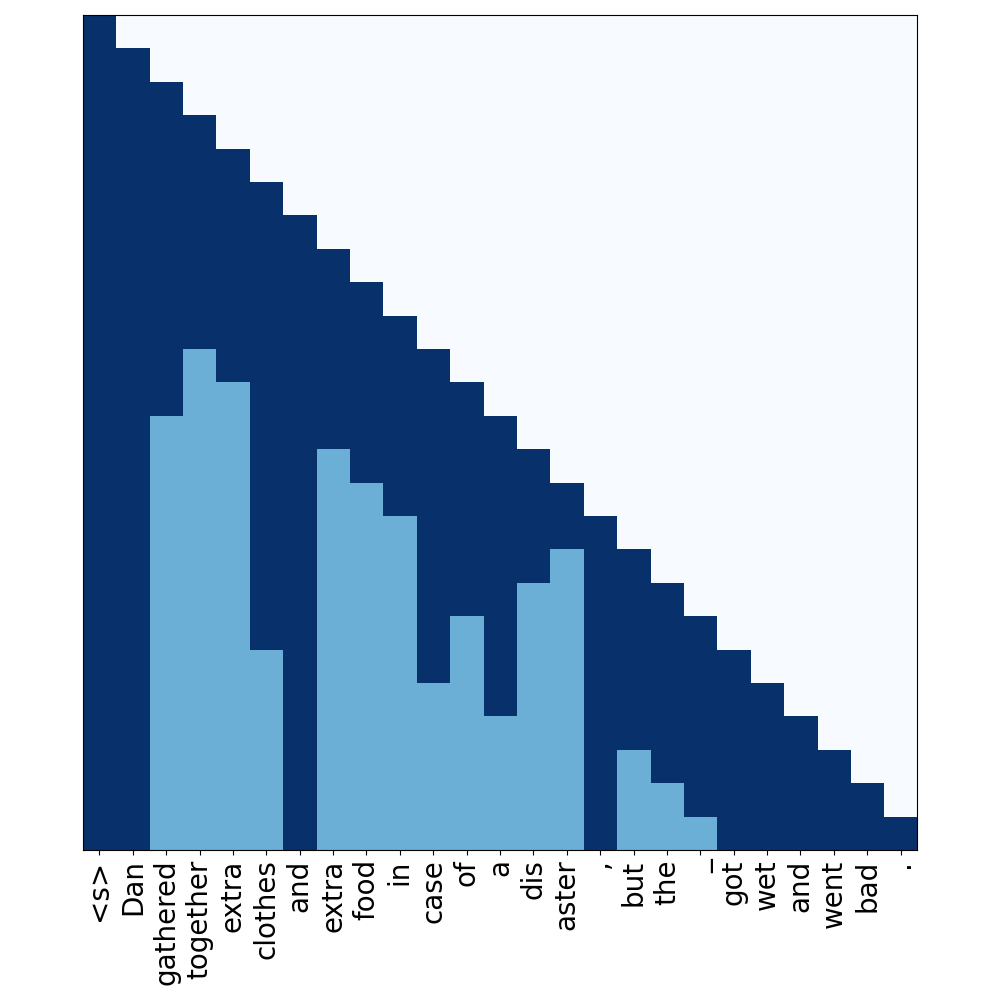 <s> Dan gathered together extra clothes and extra food in case of a dis aster , but the _ got wet and went bad .